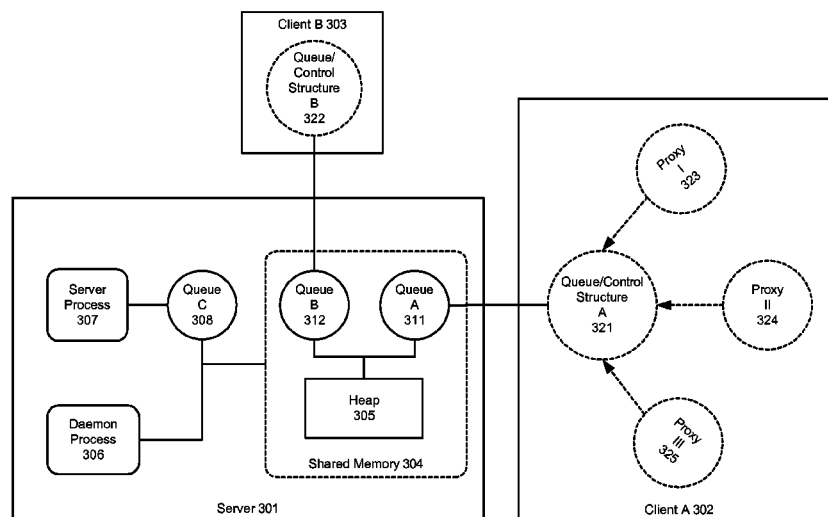 Client B 303
Queue/
Control
Structure
B
322
Proxy
I
323
Server
Process
307
Queue
C
308
Queue
B
312
Queue
A
311
Queue/Control
Structure
A
321
Proxy
II
324
Heap
305
Daemon
Process
306
Shared Memory 304
Proxy
III
325
Server 301
Client A 302